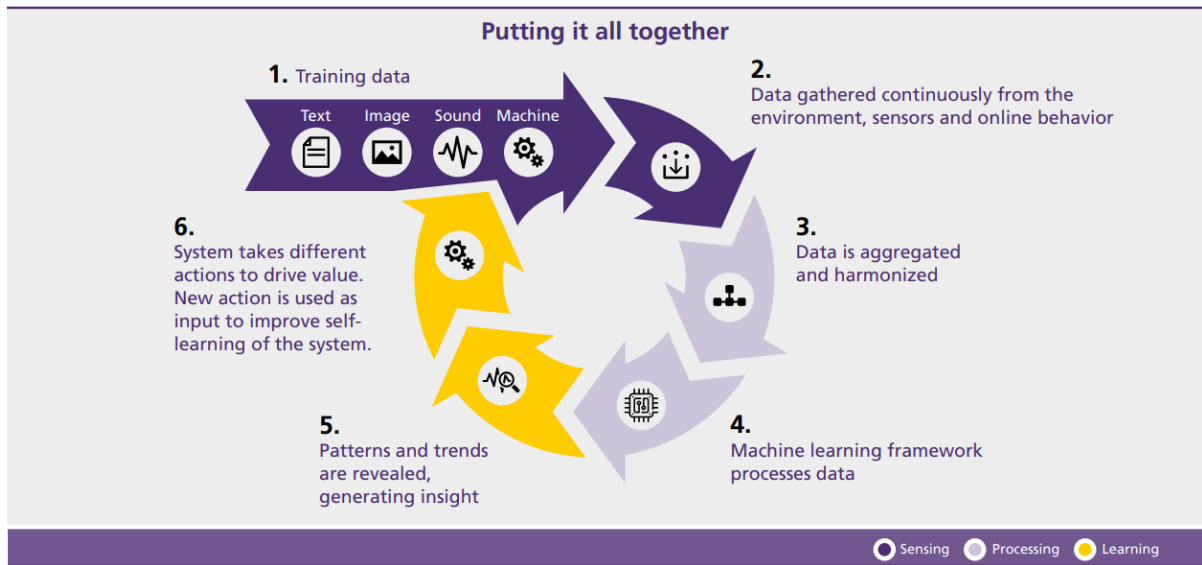 Putting it all together
1. Training data
Text Image Sound Machine
2.
Data gathered continuously from the
environment, sensors and online behavior
3.
Data is aggregated
and harmonized
4.
Machine learning framework
processes data
5.
Patterns and trends
are revealed,
generating insight
6.
System takes different
actions to drive value.
New action is used as
input to improve self-
learning of the system.
Sensing Processing Learning